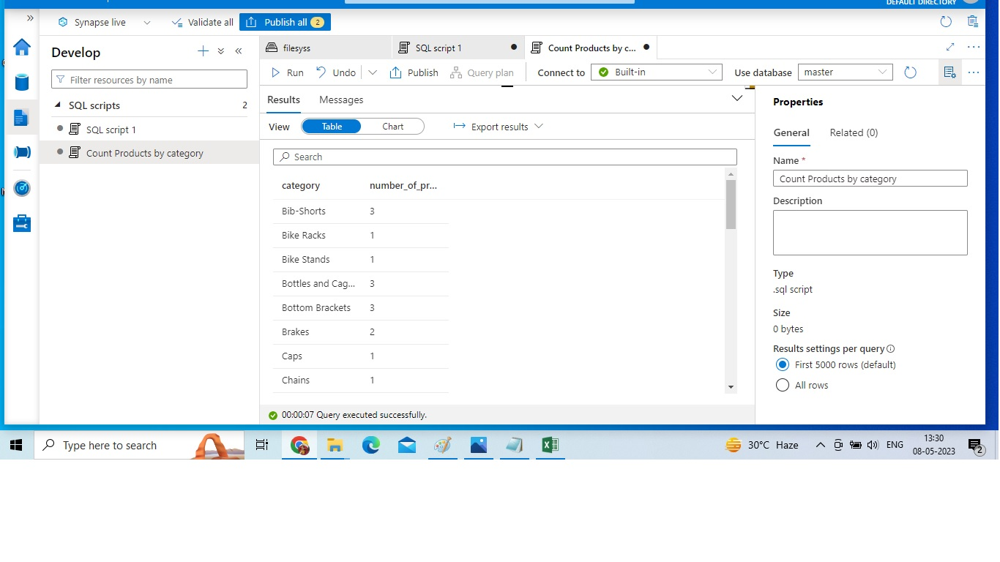 DEFAULT DIRECTORY
Synapse live
Validate all
Publish all 2
Develop
Filter resources by name
SQL scripts 2
SQL script 1
Count Products by category
filesyss
SQL script 1
Count Products by c...
Run
Undo
Publish
Query plan
Connect to
Built-in
Use database
master
Results
Messages
View
Table
Chart
Export results
Search
category number_of_pr...
Bib-Shorts 3
Bike Racks 1
Bike Stands 1
Bottles and Cag... 3
Bottom Brackets 3
Brakes 2
Caps 1
Chains 1
00:00:07 Query executed successfully.
Properties
General
Related (0)
Name *
Count Products by category
Description
Type
.sql script
Size
0 bytes
Results settings per query
First 5000 rows (default)
All rows
Type here to search
30°C Haze
ENG
13:30
08-05-2023
2